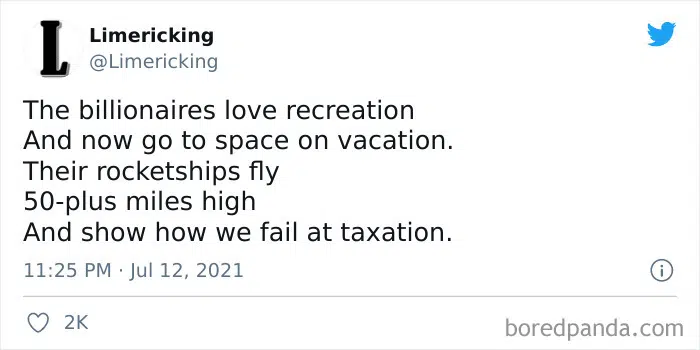 L
Limericking
@Limericking
The billionaires love recreation
And now go to space on vacation.
Their rocketships fly
50-plus miles high
And show how we fail at taxation.
11:25 PM · Jul 12, 2021
2K
boredpanda.com